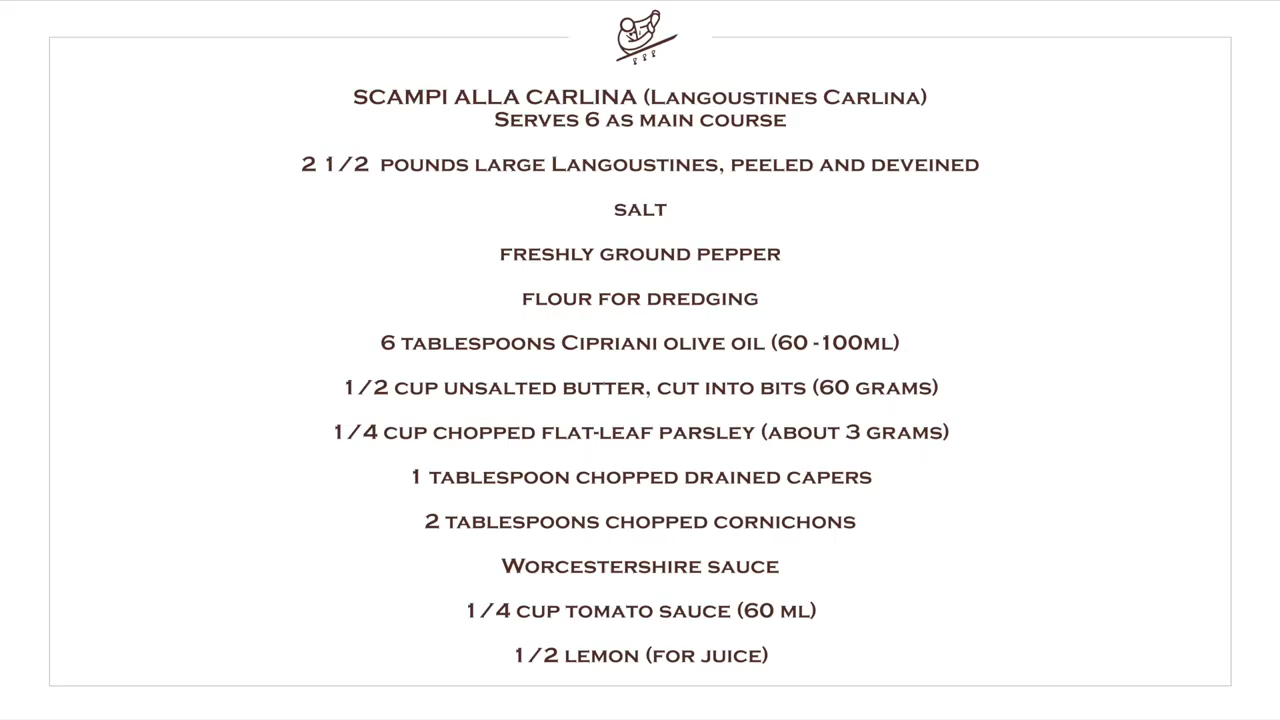 SCAMPI ALLA CARLINA (Langoustines Carlina)
Serves 6 as main course
2 1/2 pounds large Langoustines, peeled and deveined
salt
freshly ground pepper
flour for dredging
6 tablespoons Cipriani olive oil (60 -100ml)
1/2 cup unsalted butter, cut into bits (60 grams)
1/4 cup chopped flat-leaf parsley (about 3 grams)
1 tablespoon chopped drained capers
2 tablespoons chopped cornichons
Worcestershire sauce
1/4 cup tomato sauce (60 ml)
1/2 lemon (for juice)